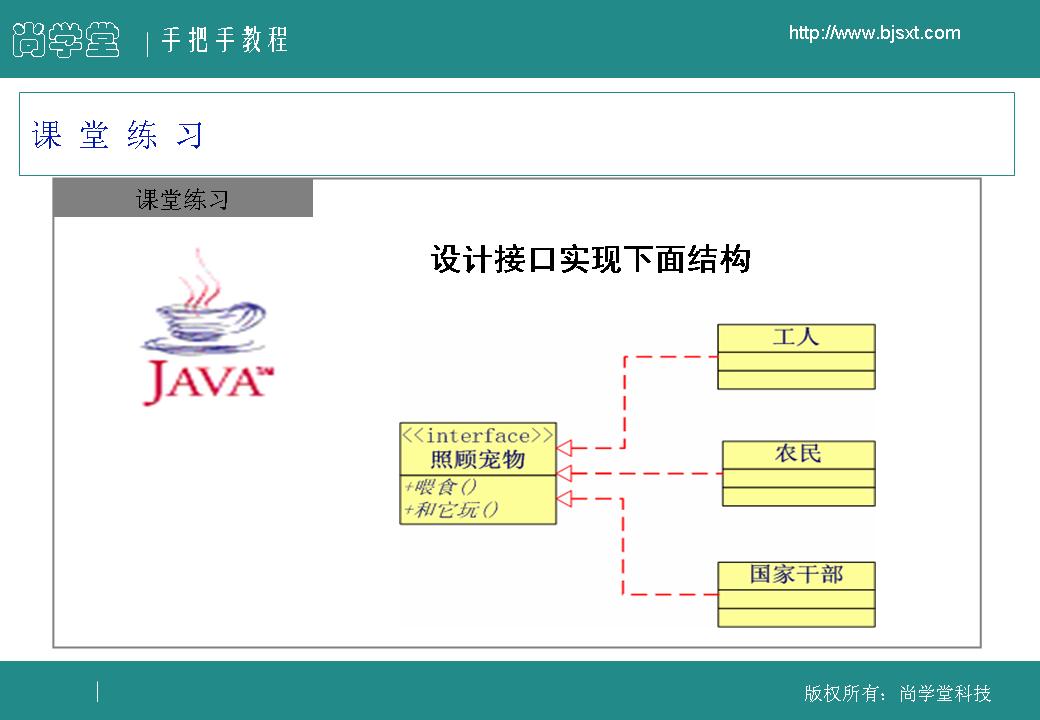 尚学堂
手把手教程
http://www.bjsxt.com
课堂练习
课堂练习
设计接口实现下面结构
JAVA™
工人
<<interface>>
照顾宠物
+喂食()
+和它玩()
农民
国家干部
版权所有：尚学堂科技